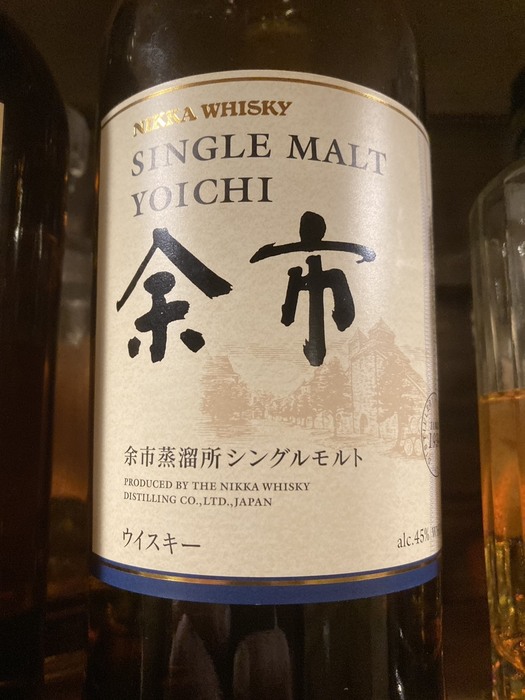 NIKKA WHISKY
SINGLE MALT
YOICHI
余市
余市蒸溜所シングルモルト
PRODUCED BY THE NIKKA WHISKY
DISTILLING CO.,LTD.,JAPAN
ウイスキー
alc.45%